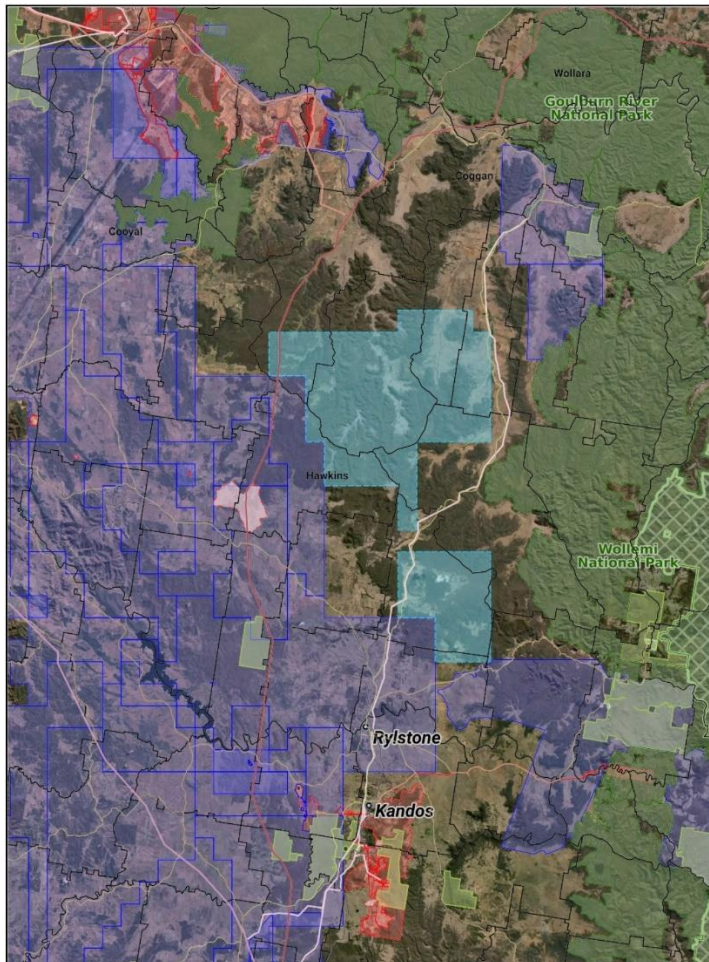 Wollara
Goulburn River
National Park
Coggan
Cooyal
Hawkins
Wollemi
National Park
Rylstone
Kandos